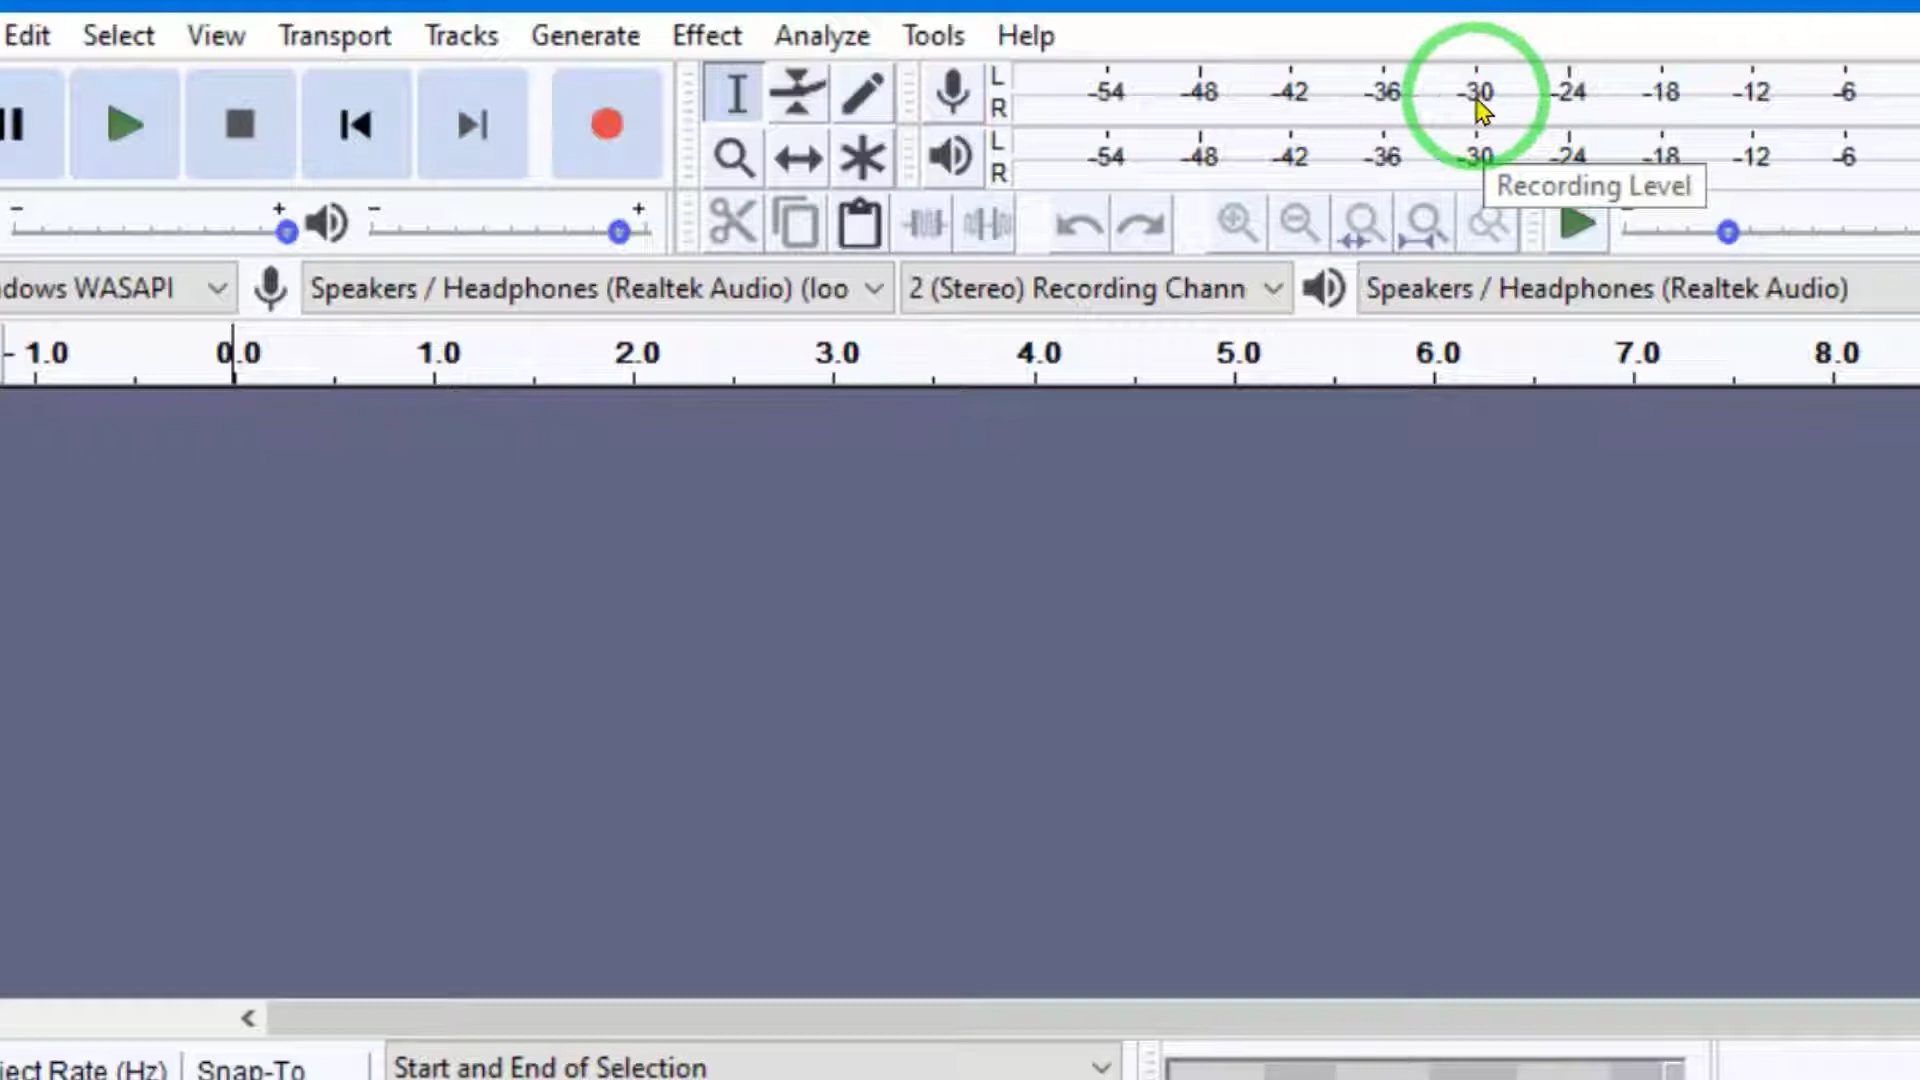 Edit Select View Transport Tracks Generate Effect Analyze Tools Help
L -54 -48 -42 -36 -30 -24 -18 -12 -6
R
L -54 -48 -42 -36 -30 -24 -18 -12 -6
R
Recording Level
- + - +
dows WASAPI Speakers / Headphones (Realtek Audio) (loo 2 (Stereo) Recording Chann Speakers / Headphones (Realtek Audio)
- 1.0 0.0 1.0 2.0 3.0 4.0 5.0 6.0 7.0 8.0
ject Rate (Hz) Snap-To Start and End of Selection